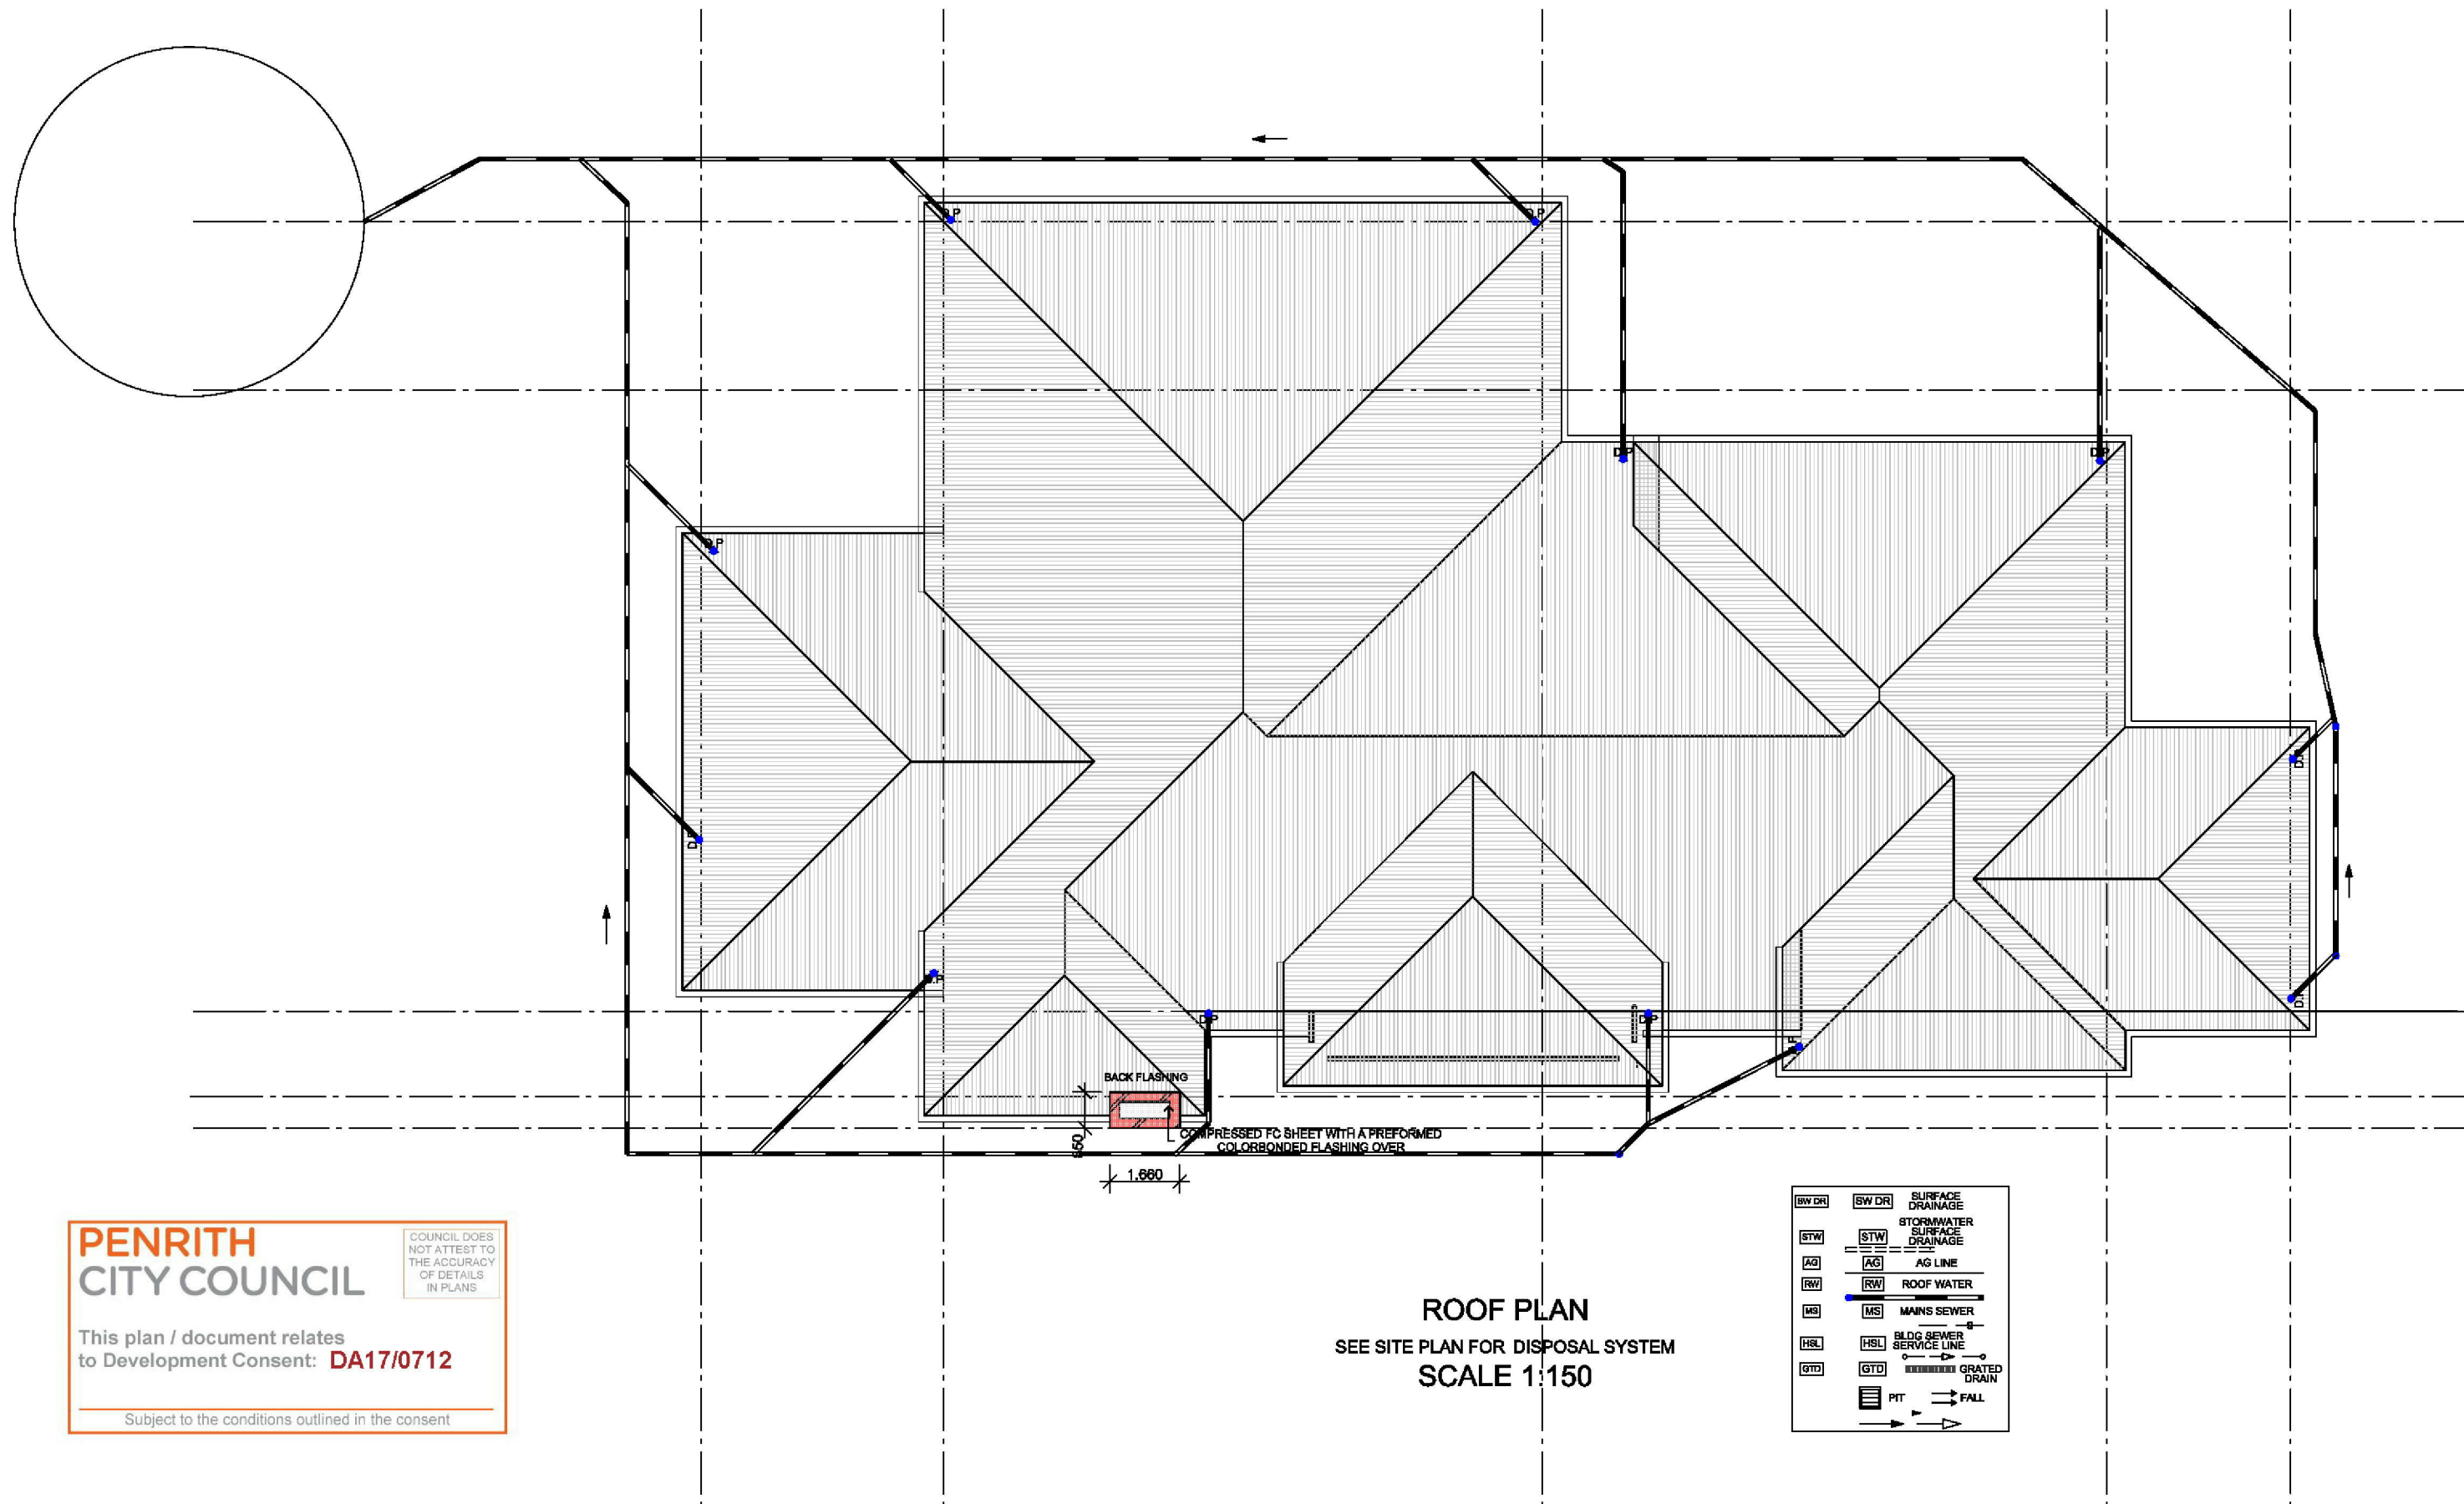 D.P
D.P
D.P
D.P
D.P
D.P
D.P
D.P
D.P
D.P
D.P
BACK FLASHING
COMPRESSED FC SHEET WITH A PREFORMED
COLORBONDED FLASHING OVER
1.660
PENRITH
CITY COUNCIL
COUNCIL DOES
NOT ATTEST TO
THE ACCURACY
OF DETAILS
IN PLANS
This plan / document relates
to Development Consent: DA17/0712
Subject to the conditions outlined in the consent
ROOF PLAN
SEE SITE PLAN FOR DISPOSAL SYSTEM
SCALE 1:150
SW DR SW DR SURFACE
DRAINAGE
STORMWATER
STW STW SURFACE
DRAINAGE
AG AG AG LINE
RW RW ROOF WATER
MS MS MAINS SEWER
HSL HSL BLDG SEWER
SERVICE LINE
GTD GTD GRATED
DRAIN
PIT FALL